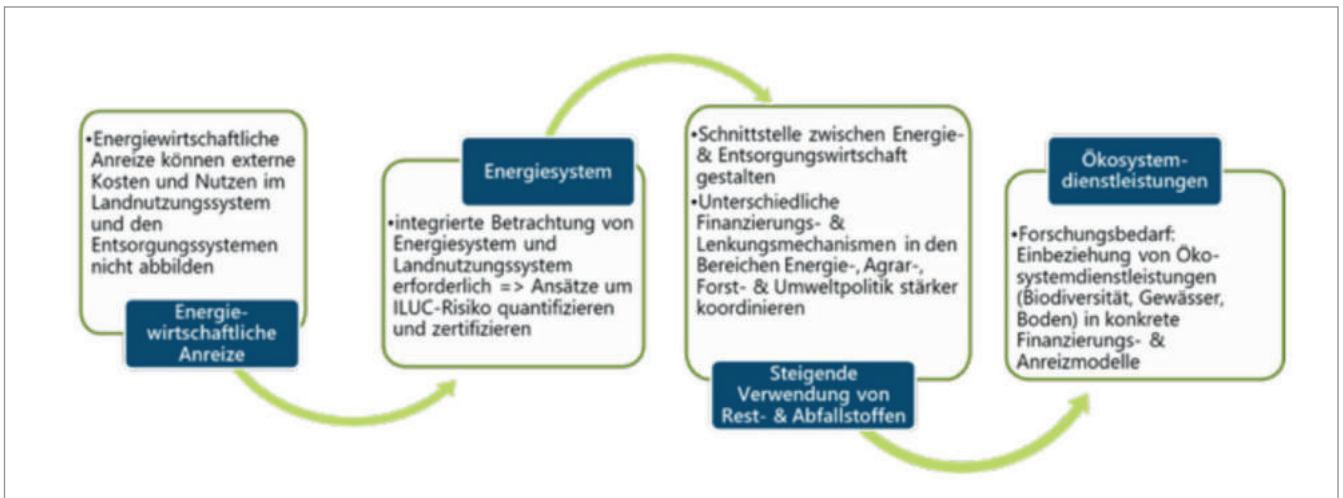 •Energiewirtschaftliche
Anreize können externe
Kosten und Nutzen im
Landnutzungssystem
und den
Entsorgungssystemen
nicht abbilden
Energie-
wirtschaftliche
Anreize
Energiesystem
•integrierte Betrachtung von
Energiesystem und
Landnutzungssystem
erforderlich => Ansätze um
ILUC-Risiko quantifizieren
und zertifizieren
•Schnittstelle zwischen Energie-
& Entsorgungswirtschaft
gestalten
•Unterschiedliche
Finanzierungs- &
Lenkungsmechanismen in den
Bereichen Energie-, Agrar-,
Forst- & Umweltpolitik stärker
koordinieren
Steigende
Verwendung von
Rest- & Abfallstoffen
Ökosystem-
dienstleistungen
•Forschungsbedarf:
Einbeziehung von Öko-
systemdienstleistungen
(Biodiversität, Gewässer,
Boden) in konkrete
Finanzierungs- &
Anreizmodelle